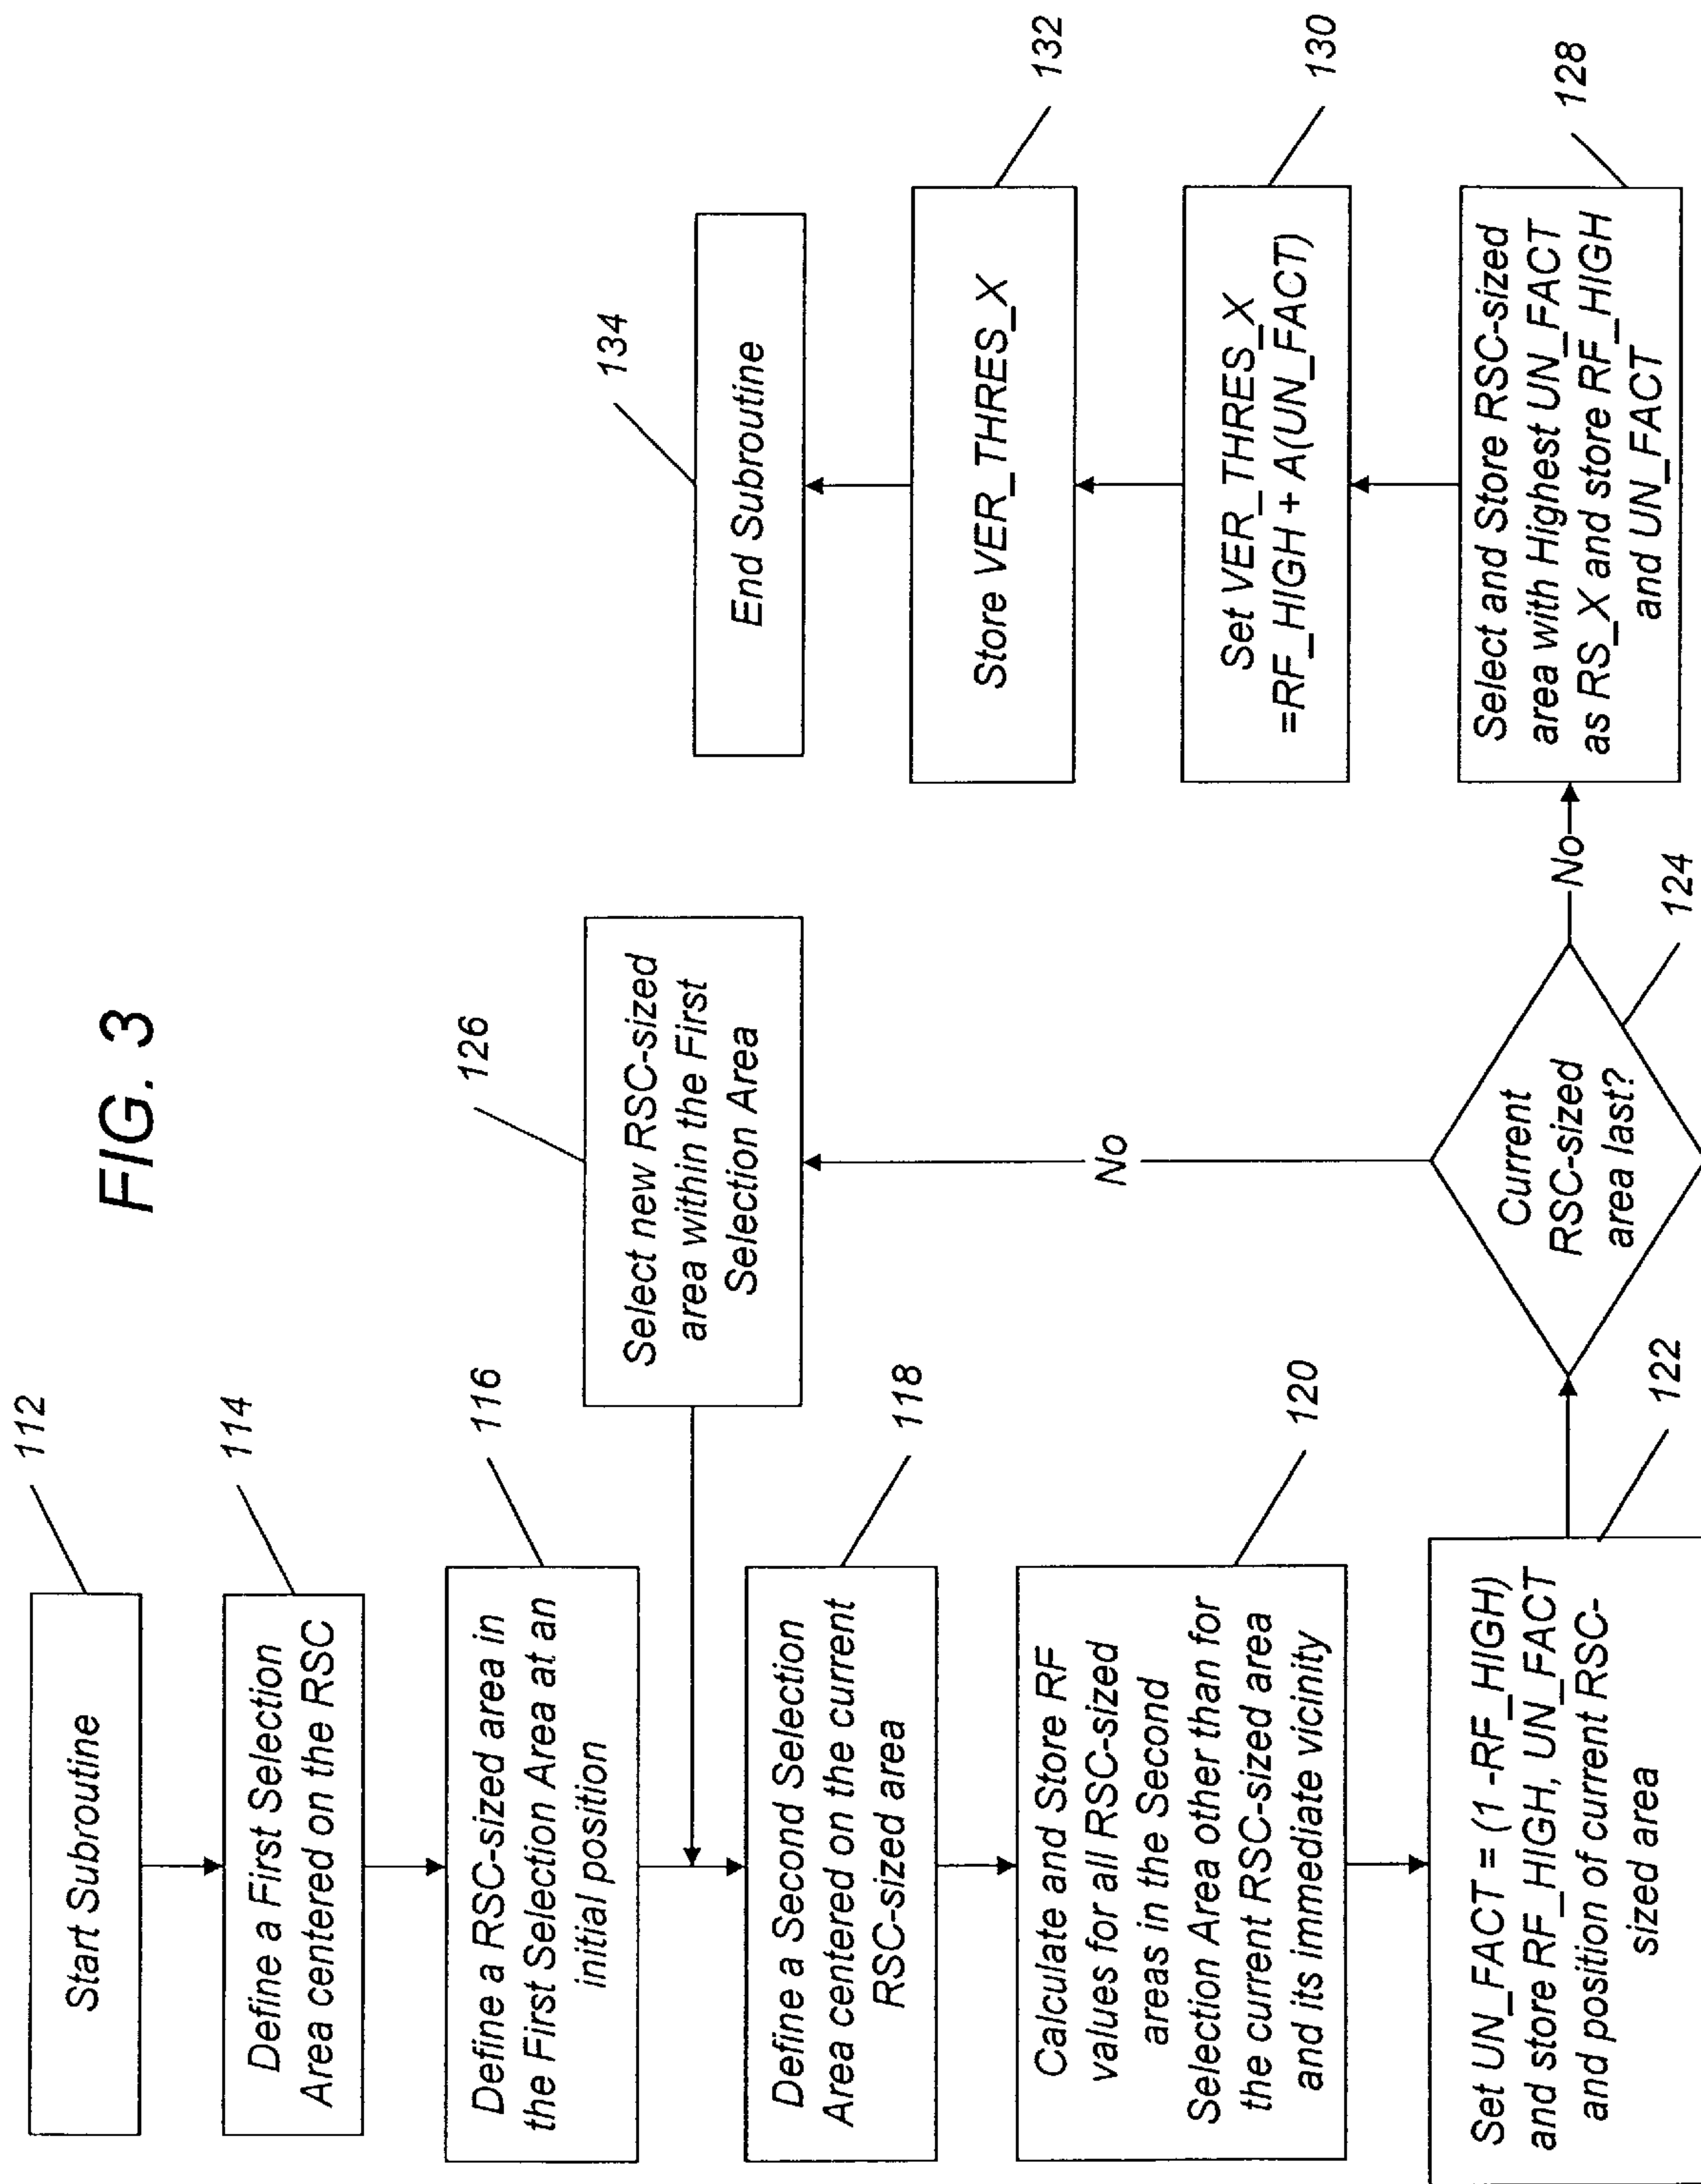 FIG. 3
112
Start Subroutine
114
Define a First Selection
Area centered on the RSC
116
Define a RSC-sized area in
the First Selection Area at an
initial position
118
Define a Second Selection
Area centered on the current
RSC-sized area
120
Calculate and Store RF
values for all RSC-sized
areas in the Second
Selection Area other than for
the current RSC-sized area
and its immediate vicinity
122
Set UN_FACT = (1 -RF_HIGH)
and store RF_HIGH, UN_FACT
and position of current RSC-
sized area
124
Current
RSC-sized
area last?
No
126
Select new RSC-sized
area within the First
Selection Area
No
128
Select and Store RSC-sized
area with Highest UN_FACT
as RS_X and store RF_HIGH
and UN_FACT
130
Set VER_THRES_X
=RF_HIGH + A(UN_FACT)
132
Store VER_THRES_X
134
End Subroutine